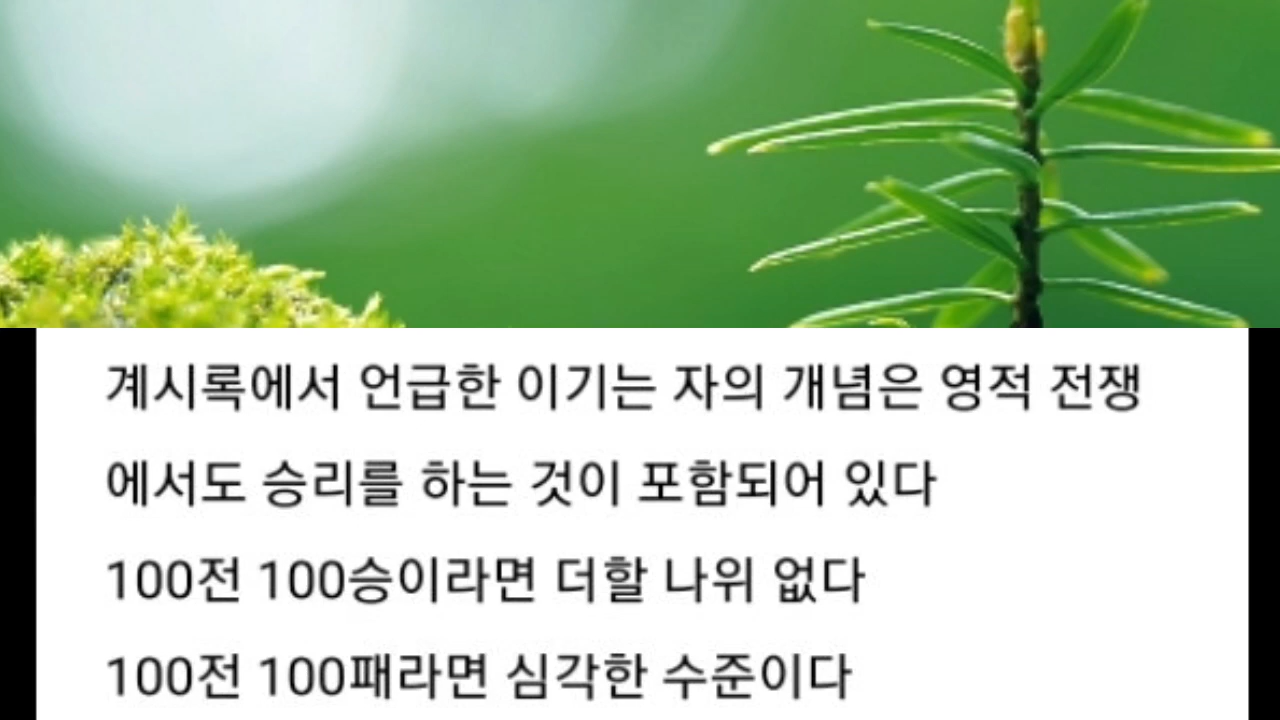 계시록에서 언급한 이기는 자의 개념은 영적 전쟁
에서도 승리를 하는 것이 포함되어 있다
100전 100승이라면 더할 나위 없다
100전 100패라면 심각한 수준이다